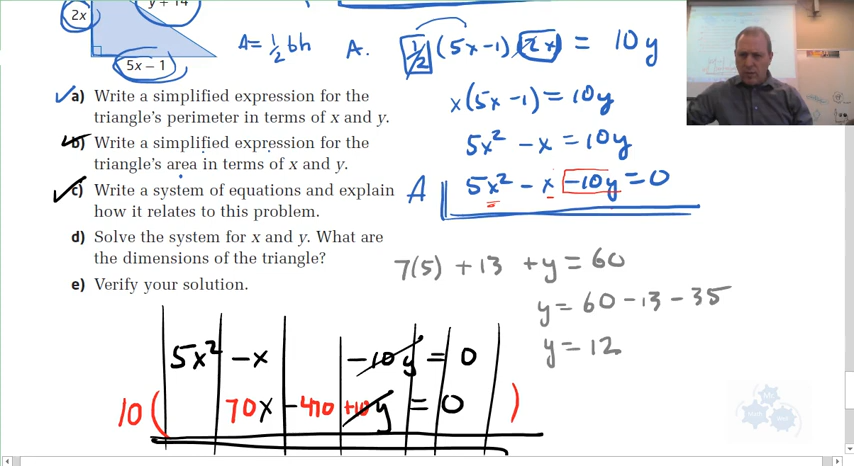 2x
y + 14
5x − 1
A = 1/2 bh
A. 1/2 (5x − 1) 2x = 10y
x (5x − 1) = 10y
5x² − x = 10y
A 5x² − x − 10y = 0
a) Write a simplified expression for the
triangle's perimeter in terms of x and y.
b) Write a simplified expression for the
triangle's area in terms of x and y.
c) Write a system of equations and explain
how it relates to this problem.
d) Solve the system for x and y. What are
the dimensions of the triangle?
e) Verify your solution.
7(5) + 13 + y = 60
y = 60 − 13 − 35
y = 12
5x² − x − 10y = 0
10 ( 70x − 470 + 10y = 0 )